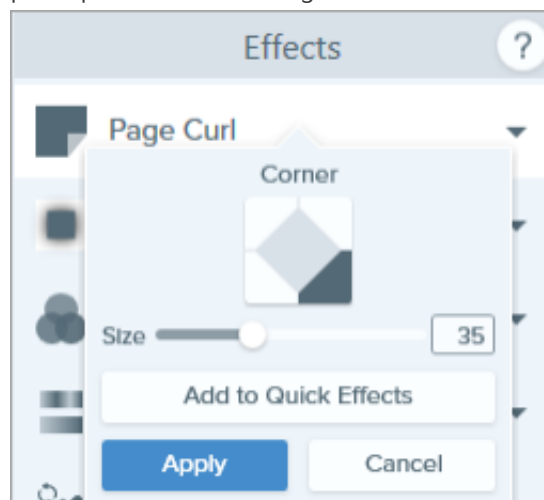 Effects
?
Page Curl
Corner
Size
35
Add to Quick Effects
Apply
Cancel